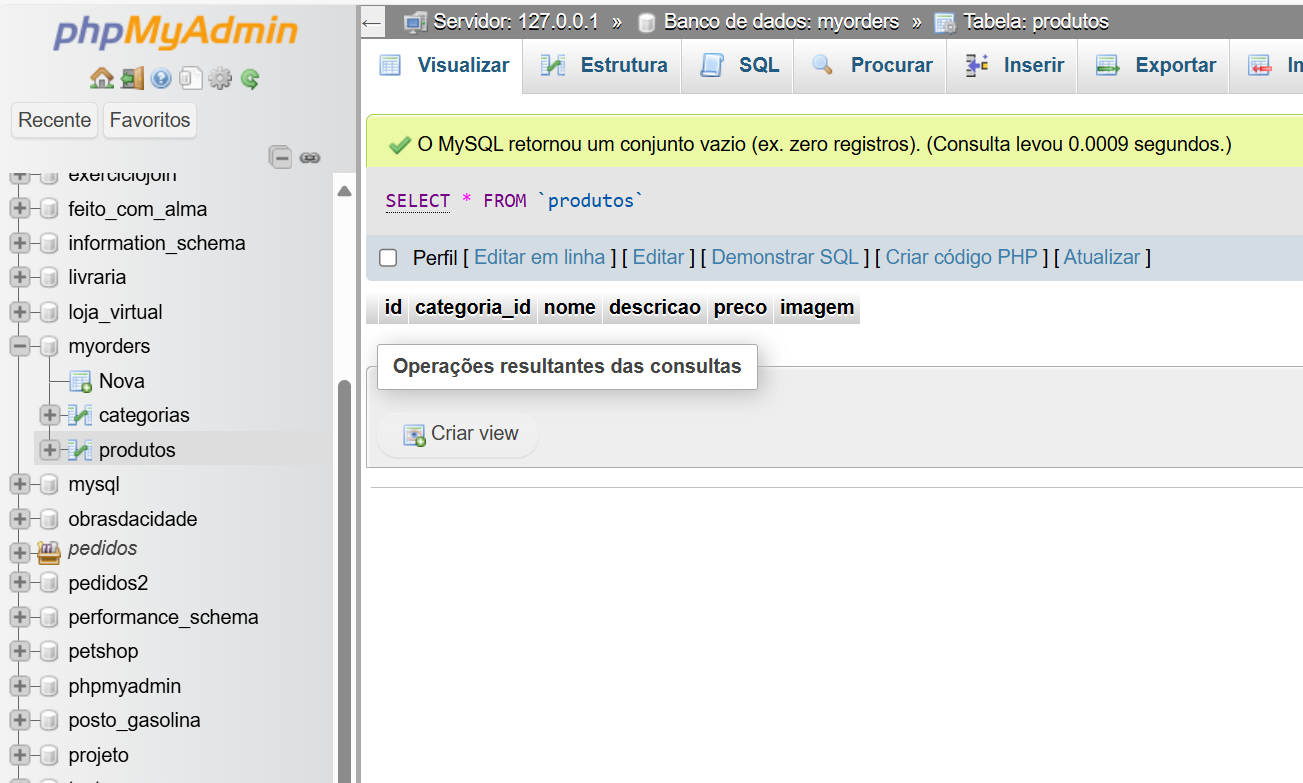 phpMyAdmin
Recente Favoritos
exerciciojoin
feito_com_alma
information_schema
livraria
loja_virtual
myorders
Nova
categorias
produtos
mysql
obrasdacidade
pedidos
pedidos2
performance_schema
petshop
phpmyadmin
posto_gasolina
projeto
← Servidor: 127.0.0.1 » Banco de dados: myorders » Tabela: produtos
Visualizar Estrutura SQL Procurar Inserir Exportar
O MySQL retornou um conjunto vazio (ex. zero registros). (Consulta levou 0.0009 segundos.)
SELECT * FROM `produtos`
Perfil [ Editar em linha ] [ Editar ] [ Demonstrar SQL ] [ Criar código PHP ] [ Atualizar ]
id categoria_id nome descricao preco imagem
Operações resultantes das consultas
Criar view